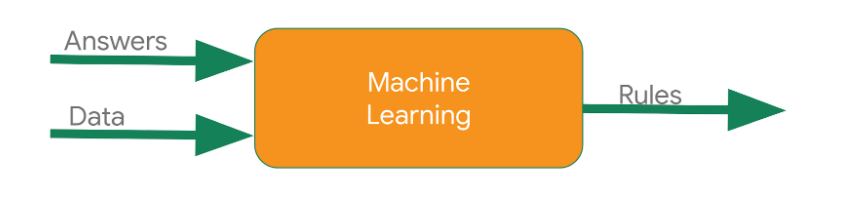 Answers
Data
Machine
Learning
Rules